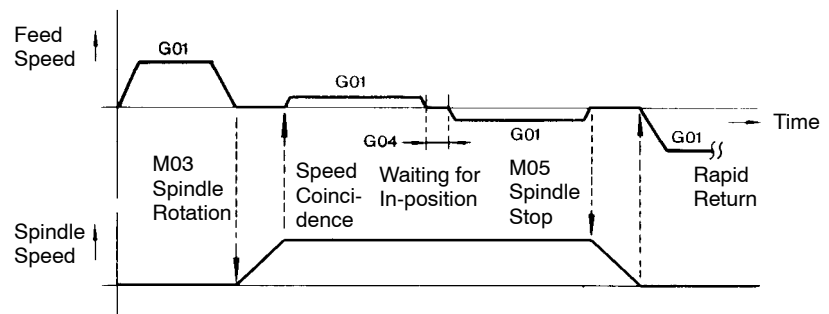 Feed
Speed
G01
G01
G04
G01
Time
G01
M03
Spindle
Rotation
Speed
Coinci-
dence
Waiting for
In-position
M05
Spindle
Stop
Rapid
Return
Spindle
Speed